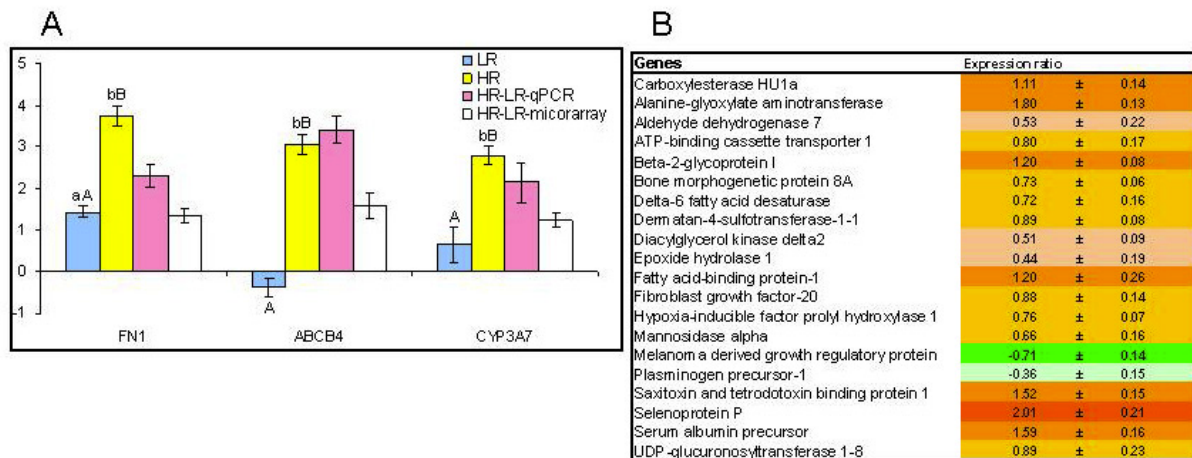 A
5
4
3
2
1
0
-1
bB
aA
bB
A
bB
A
LR
HR
HR-LR-qPCR
HR-LR-micorarray
FN1 ABCB4 CYP3A7
B
Genes Expression ratio
Carboxylesterase HU1a 1.11 ± 0.14
Alanine-glyoxylate aminotransferase 1.80 ± 0.13
Aldehyde dehydrogenase 7 0.53 ± 0.22
ATP-binding cassette transporter 1 0.80 ± 0.17
Beta-2-glycoprotein I 1.20 ± 0.08
Bone morphogenetic protein 8A 0.73 ± 0.06
Delta-6 fatty acid desaturase 0.72 ± 0.16
Dermatan-4-sulfotransferase-1-1 0.89 ± 0.08
Diacylglycerol kinase delta2 0.51 ± 0.09
Epoxide hydrolase 1 0.44 ± 0.19
Fatty acid-binding protein-1 1.20 ± 0.26
Fibroblast growth factor-20 0.88 ± 0.14
Hypoxia-inducible factor prolyl hydroxylase 1 0.76 ± 0.07
Mannosidase alpha 0.66 ± 0.16
Melanoma derived growth regulatory protein -0.71 ± 0.14
Plasminogen precursor-1 -0.36 ± 0.15
Saxitoxin and tetrodotoxin binding protein 1 1.52 ± 0.15
Selenoprotein P 2.01 ± 0.21
Serum albumin precursor 1.59 ± 0.16
UDP-glucuronosyltransferase 1-8 0.89 ± 0.23